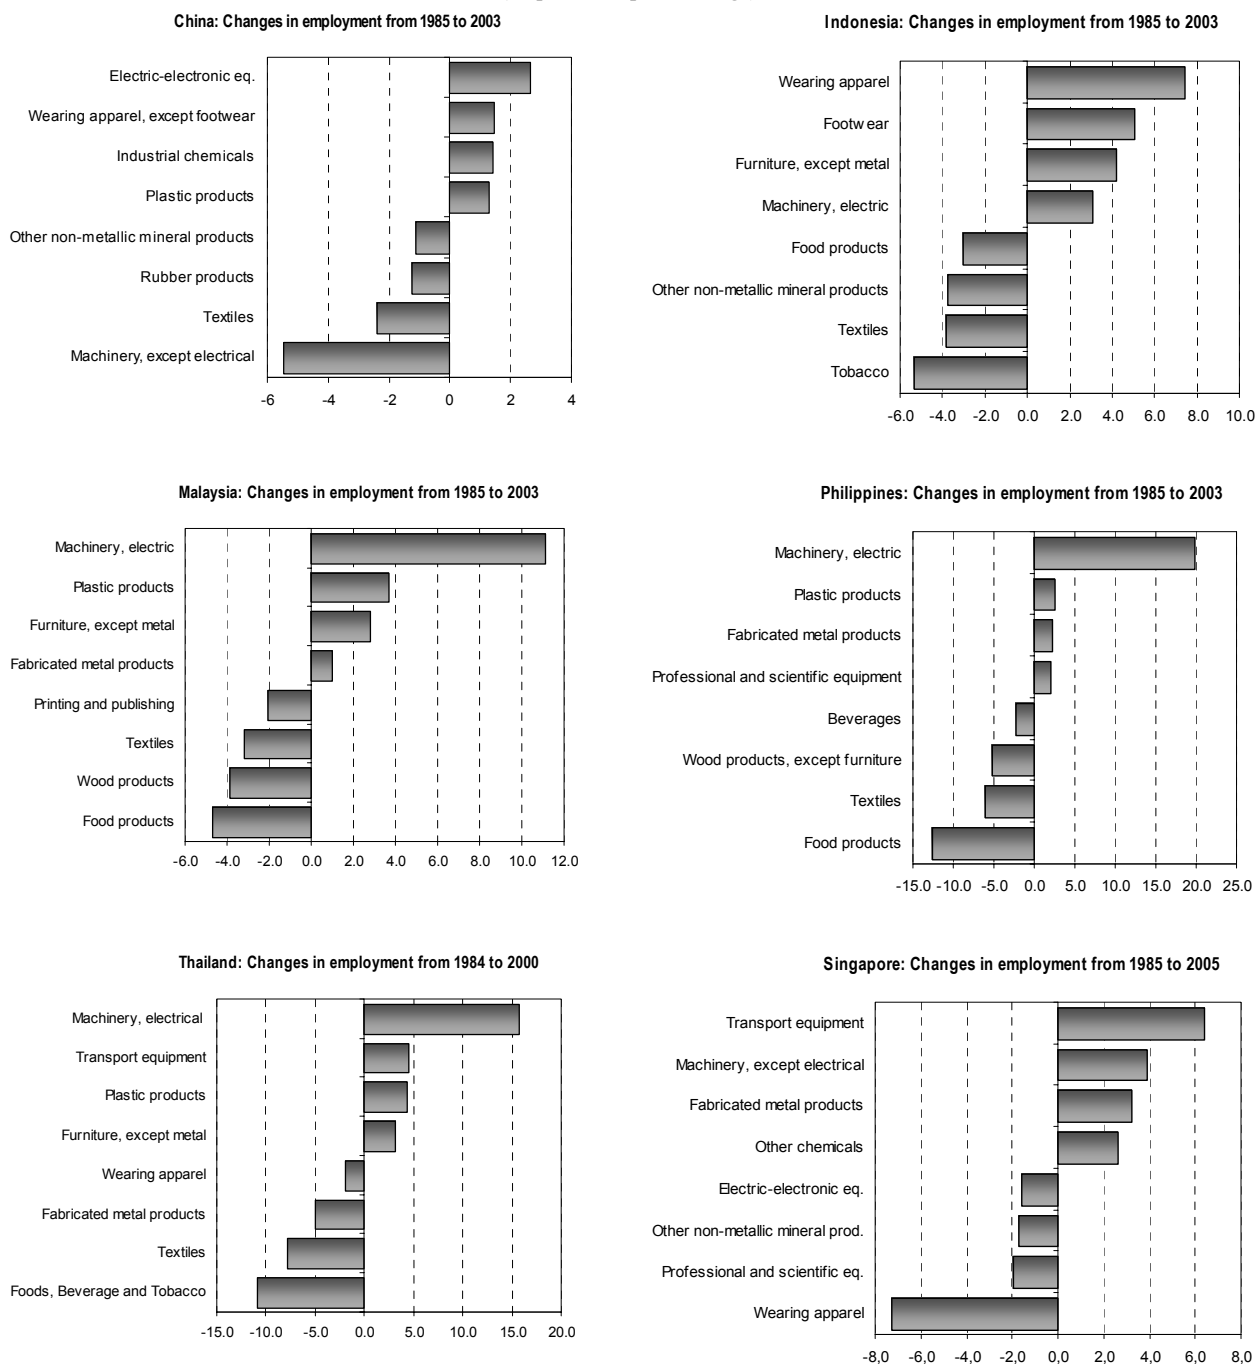 China: Changes in employment from 1985 to 2003
Electric-electronic eq.
Wearing apparel, except footwear
Industrial chemicals
Plastic products
Other non-metallic mineral products
Rubber products
Textiles
Machinery, except electrical
-6 -4 -2 0 2 4
Indonesia: Changes in employment from 1985 to 2003
Wearing apparel
Footwear
Furniture, except metal
Machinery, electric
Food products
Other non-metallic mineral products
Textiles
Tobacco
-6.0 -4.0 -2.0 0.0 2.0 4.0 6.0 8.0 10.0
Malaysia: Changes in employment from 1985 to 2003
Machinery, electric
Plastic products
Furniture, except metal
Fabricated metal products
Printing and publishing
Textiles
Wood products
Food products
-6.0 -4.0 -2.0 0.0 2.0 4.0 6.0 8.0 10.0 12.0
Philippines: Changes in employment from 1985 to 2003
Machinery, electric
Plastic products
Fabricated metal products
Professional and scientific equipment
Beverages
Wood products, except furniture
Textiles
Food products
-15.0 -10.0 -5.0 0.0 5.0 10.0 15.0 20.0 25.0
Thailand: Changes in employment from 1984 to 2000
Machinery, electrical
Transport equipment
Plastic products
Furniture, except metal
Wearing apparel
Fabricated metal products
Textiles
Foods, Beverage and Tobacco
-15.0 -10.0 -5.0 0.0 5.0 10.0 15.0 20.0
Singapore: Changes in employment from 1985 to 2005
Transport equipment
Machinery, except electrical
Fabricated metal products
Other chemicals
Electric-electronic eq.
Other non-metallic mineral prod.
Professional and scientific eq.
Wearing apparel
-8,0 -6,0 -4,0 -2,0 0,0 2,0 4,0 6,0 8,0